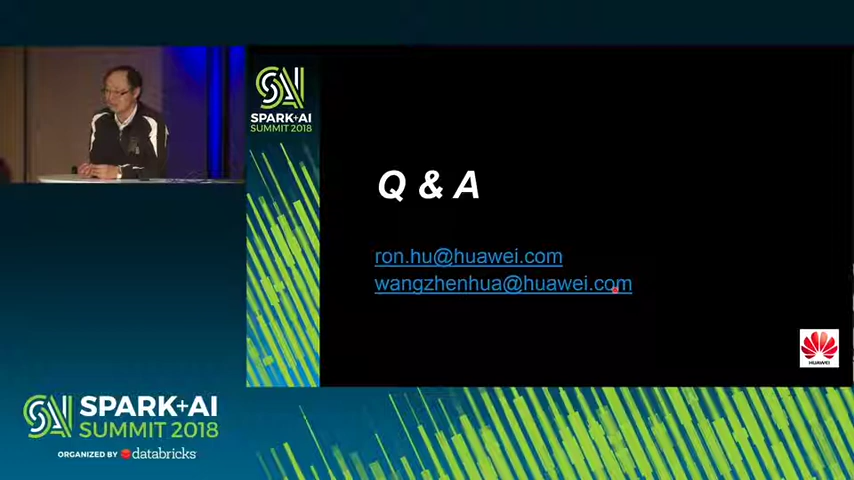 SPARK+AI
SUMMIT 2018
Q & A
ron.hu@huawei.com
wangzhenhua@huawei.com
HUAWEI
SPARK+AI
SUMMIT 2018
ORGANIZED BY databricks